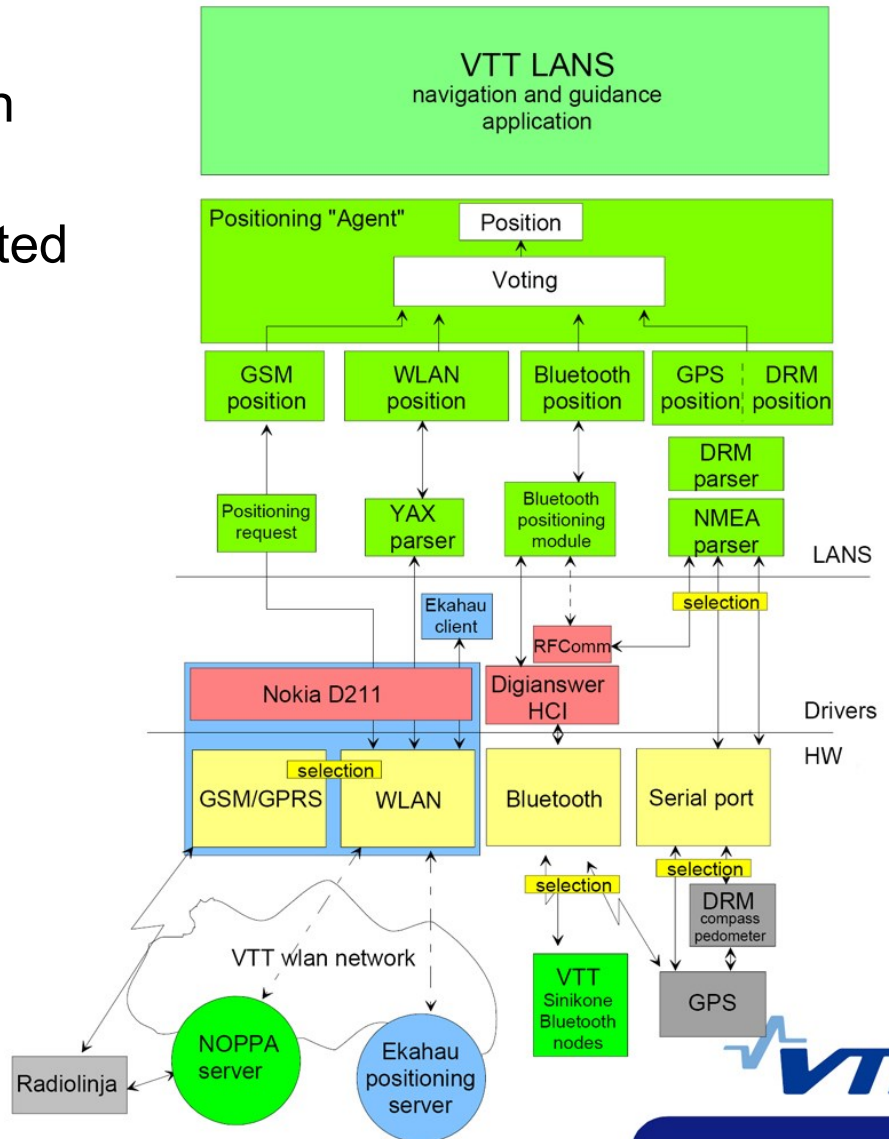 n
ted
VTT LANS
navigation and guidance
application
Positioning "Agent"
Position
Voting
GSM
position
WLAN
position
Bluetooth
position
GPS
position
DRM
position
DRM
parser
Positioning
request
YAX
parser
Bluetooth
positioning
module
NMEA
parser
LANS
selection
Ekahau
client
RFComm
Nokia D211
Digianswer
HCI
Drivers
HW
selection
GSM/GPRS
WLAN
Bluetooth
Serial port
selection
selection
DRM
compass
pedometer
VTT wlan network
VTT
Sinikone
Bluetooth
nodes
GPS
NOPPA
server
Ekahau
positioning
server
Radiolinja
VT